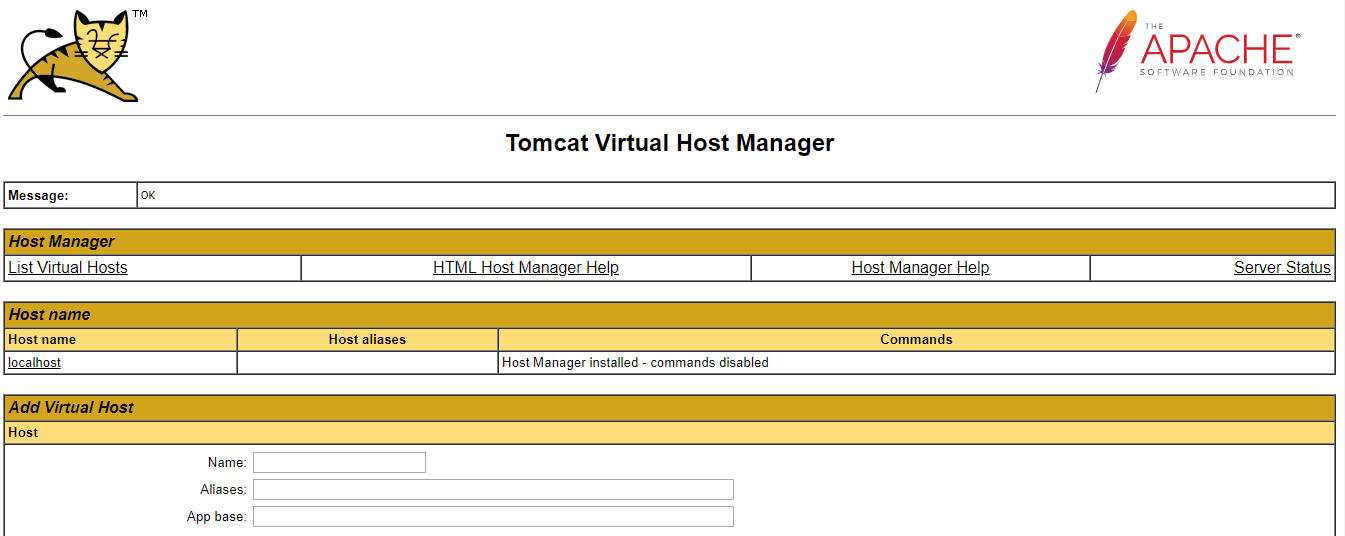 TM
THE
APACHE®
SOFTWARE FOUNDATION
Tomcat Virtual Host Manager
Message: OK
Host Manager
List Virtual Hosts HTML Host Manager Help Host Manager Help Server Status
Host name
Host name Host aliases Commands
localhost Host Manager installed - commands disabled
Add Virtual Host
Host
Name:
Aliases:
App base: